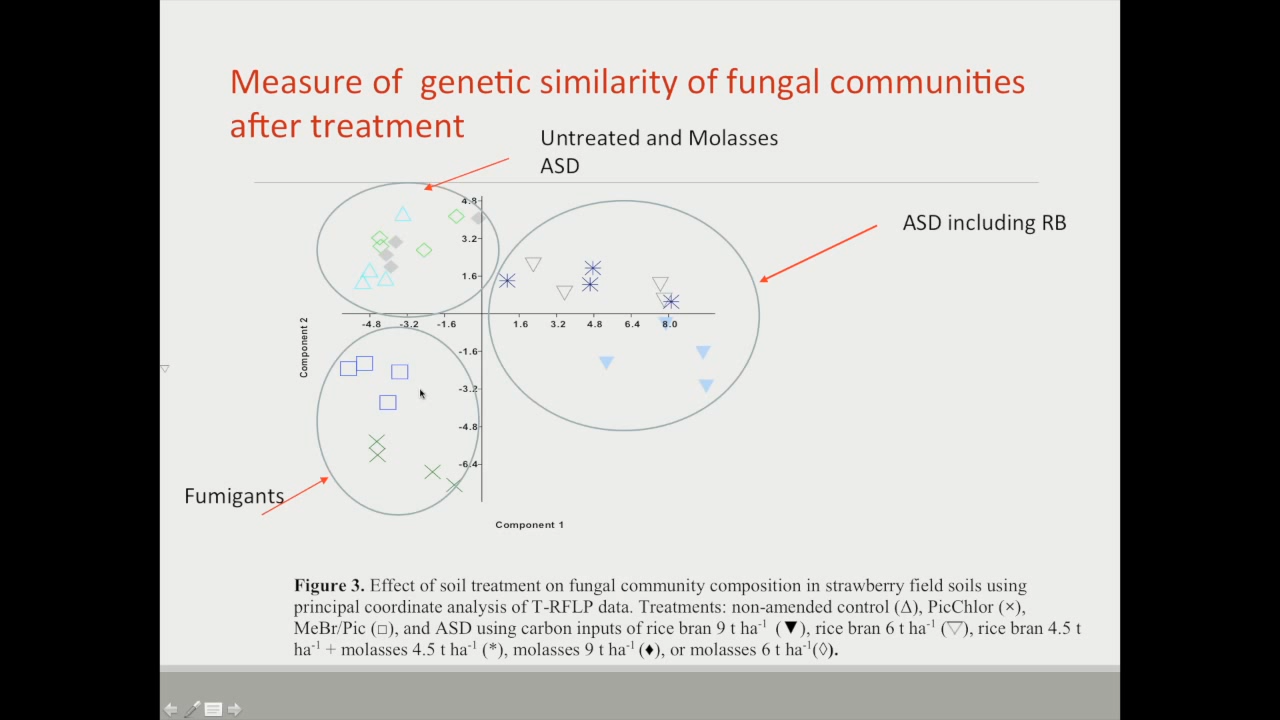 Measure of genetic similarity of fungal communities
after treatment
Untreated and Molasses
ASD
ASD including RB
4.8
3.2
1.6
-4.8 -3.2 -1.6 1.6 3.2 4.8 6.4 8.0
-1.6
-3.2
-4.8
-6.4
Component 2
Fumigants
Component 1
Figure 3. Effect of soil treatment on fungal community composition in strawberry field soils using
principal coordinate analysis of T-RFLP data. Treatments: non-amended control (Δ), PicChlor (×),
MeBr/Pic (□), and ASD using carbon inputs of rice bran 9 t ha⁻¹ (▼), rice bran 6 t ha⁻¹ (▽), rice bran 4.5 t
ha⁻¹ + molasses 4.5 t ha⁻¹ (*), molasses 9 t ha⁻¹ (♦), or molasses 6 t ha⁻¹(◊).